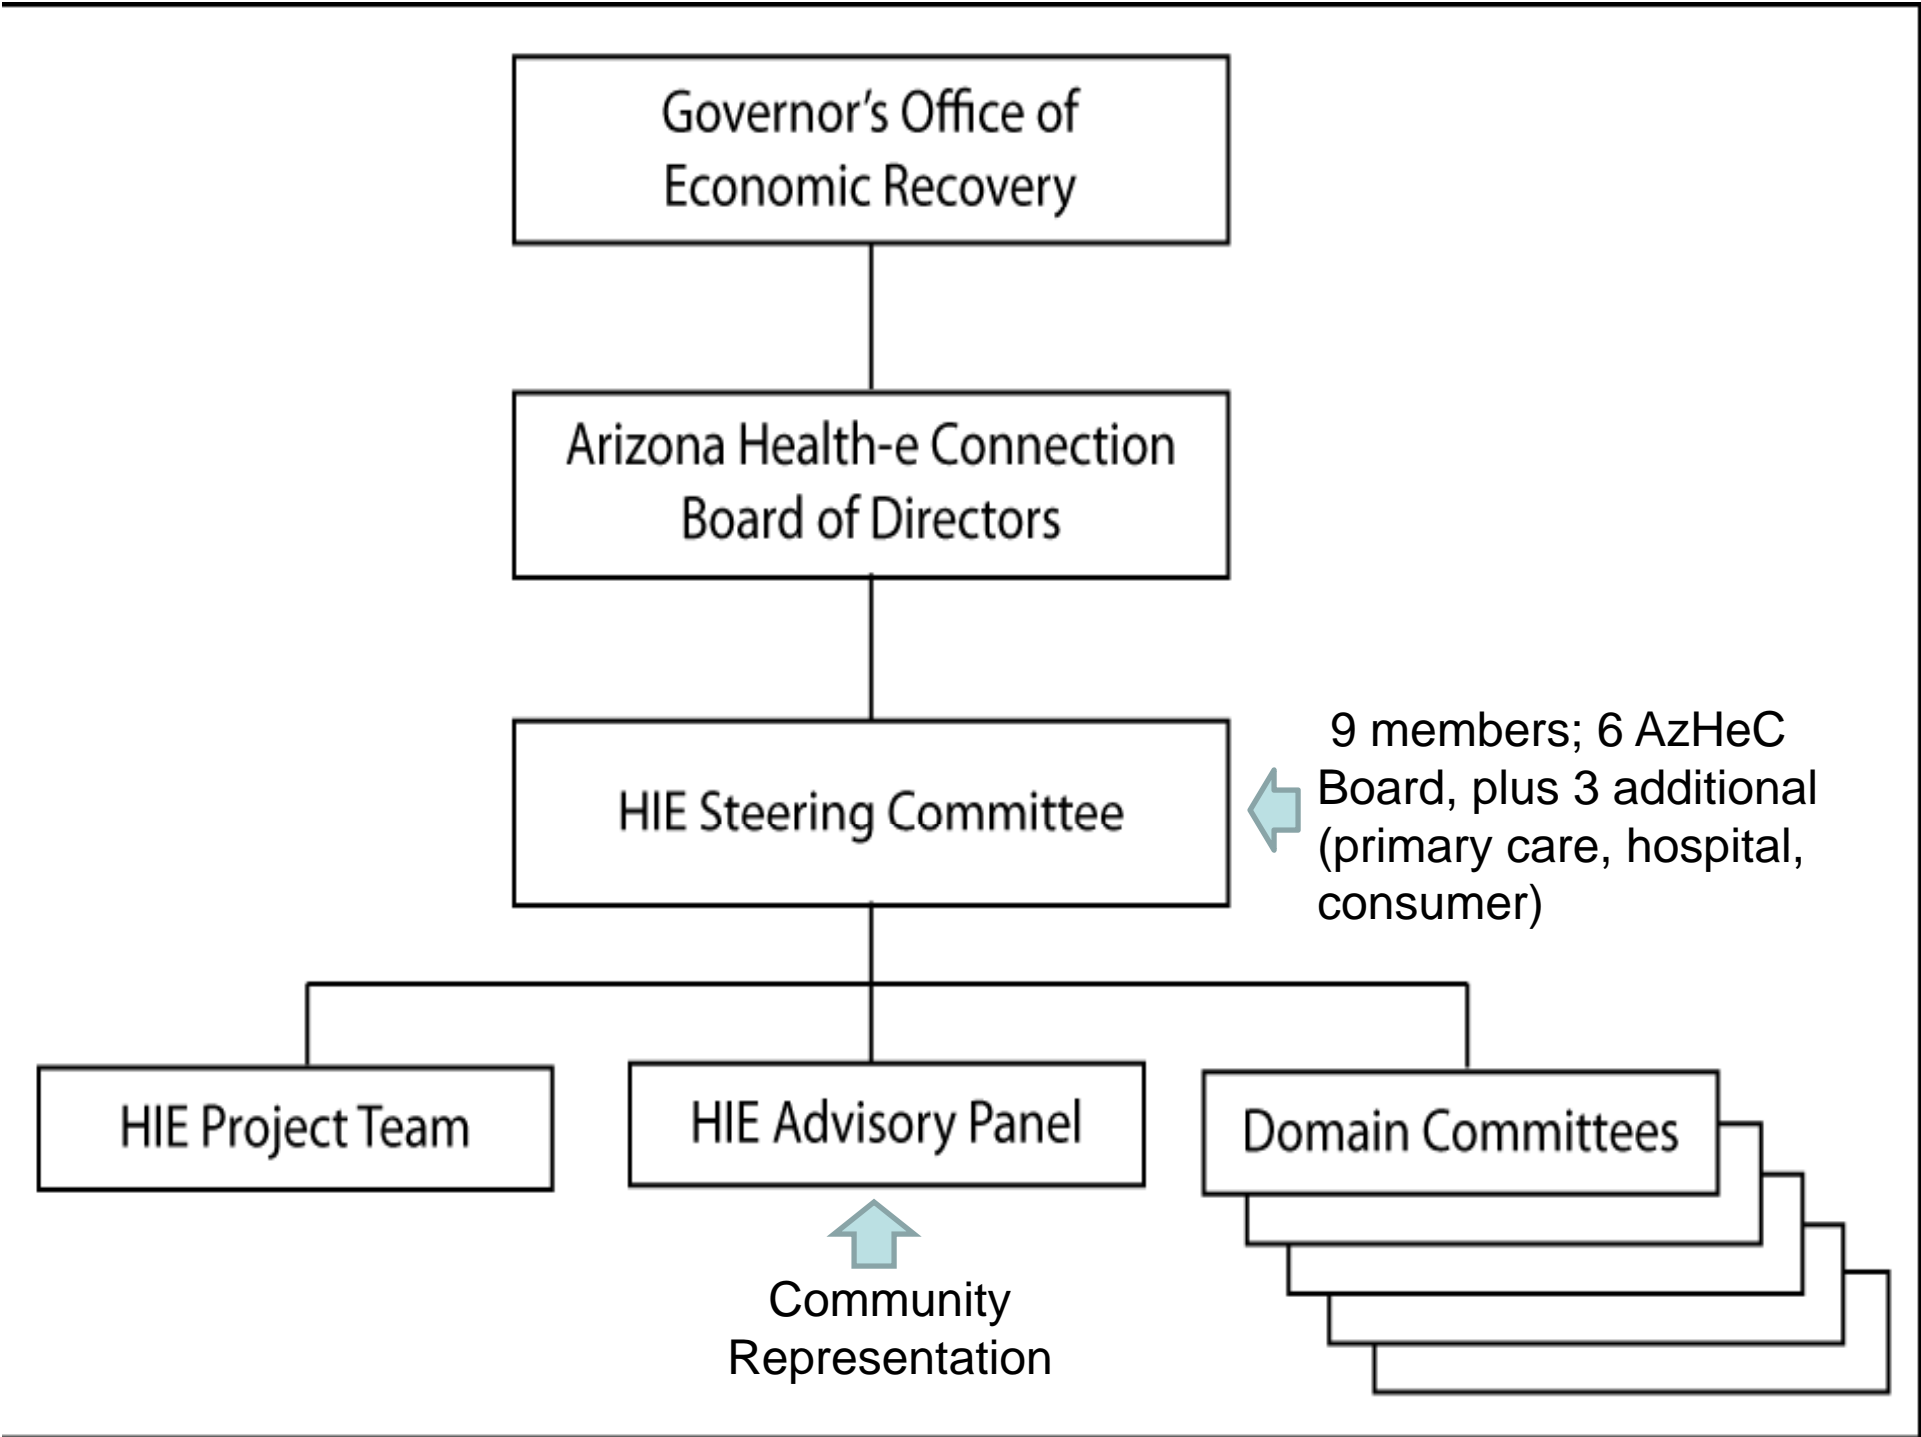 Governor’s Office of
Economic Recovery
Arizona Health-e Connection
Board of Directors
HIE Steering Committee
9 members; 6 AzHeC
Board, plus 3 additional
(primary care, hospital,
consumer)
HIE Project Team
HIE Advisory Panel
Domain Committees
Community
Representation